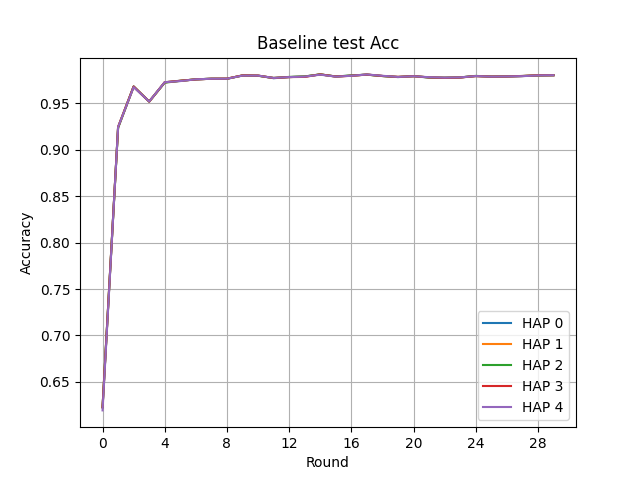 Baseline test Acc
Accuracy
0.95
0.90
0.85
0.80
0.75
0.70
0.65
HAP 0
HAP 1
HAP 2
HAP 3
HAP 4
0 4 8 12 16 20 24 28
Round